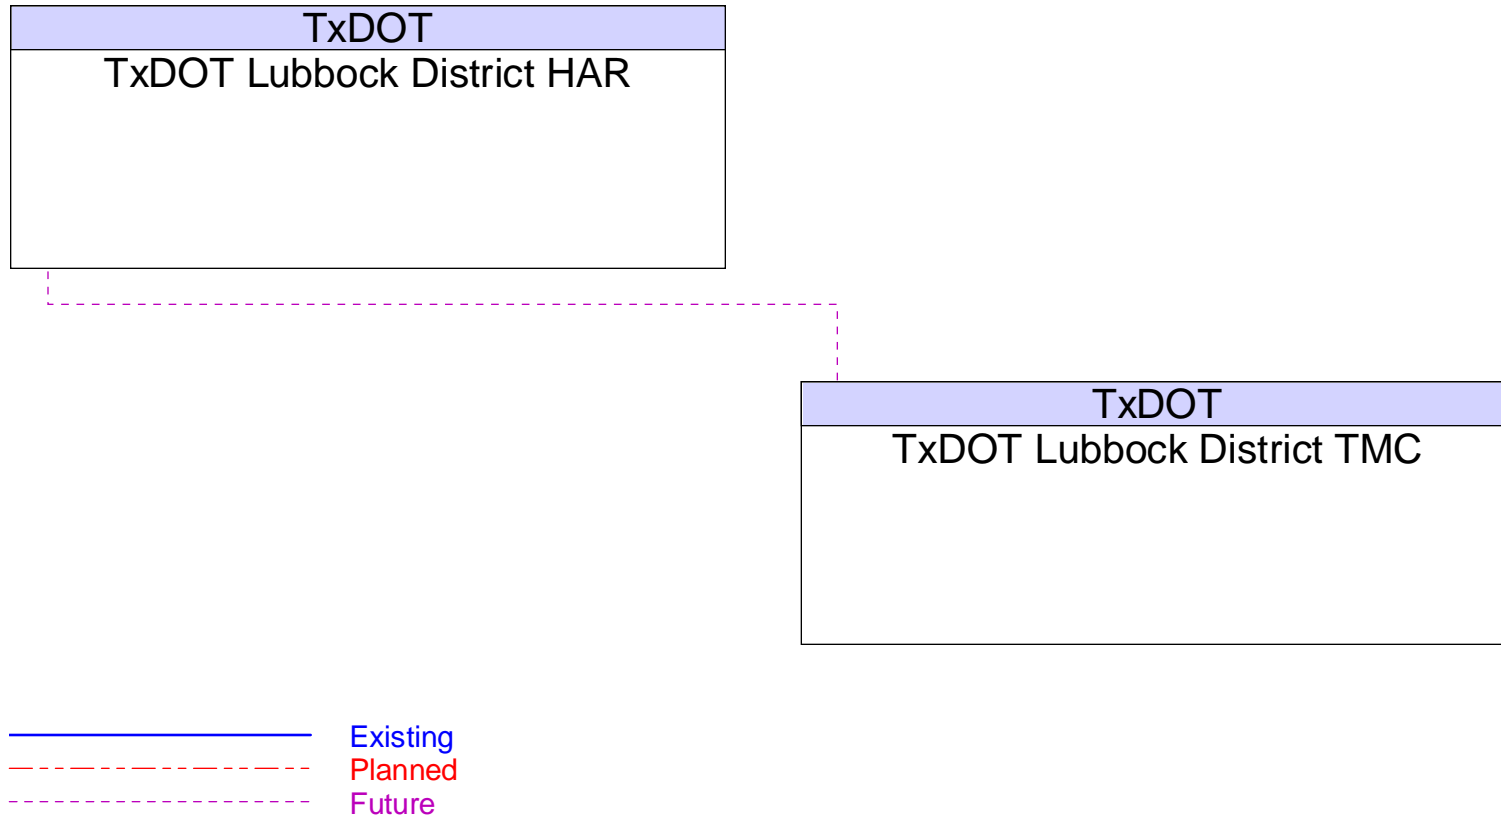 TxDOT
TxDOT Lubbock District HAR
TxDOT
TxDOT Lubbock District TMC
Existing
Planned
Future